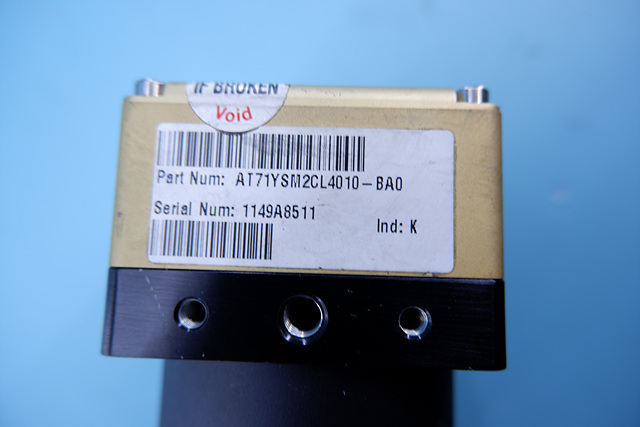 IF BROKEN
Void
Part Num: AT71YSM2CL4010-BA0
Serial Num: 1149A8511
Ind: K